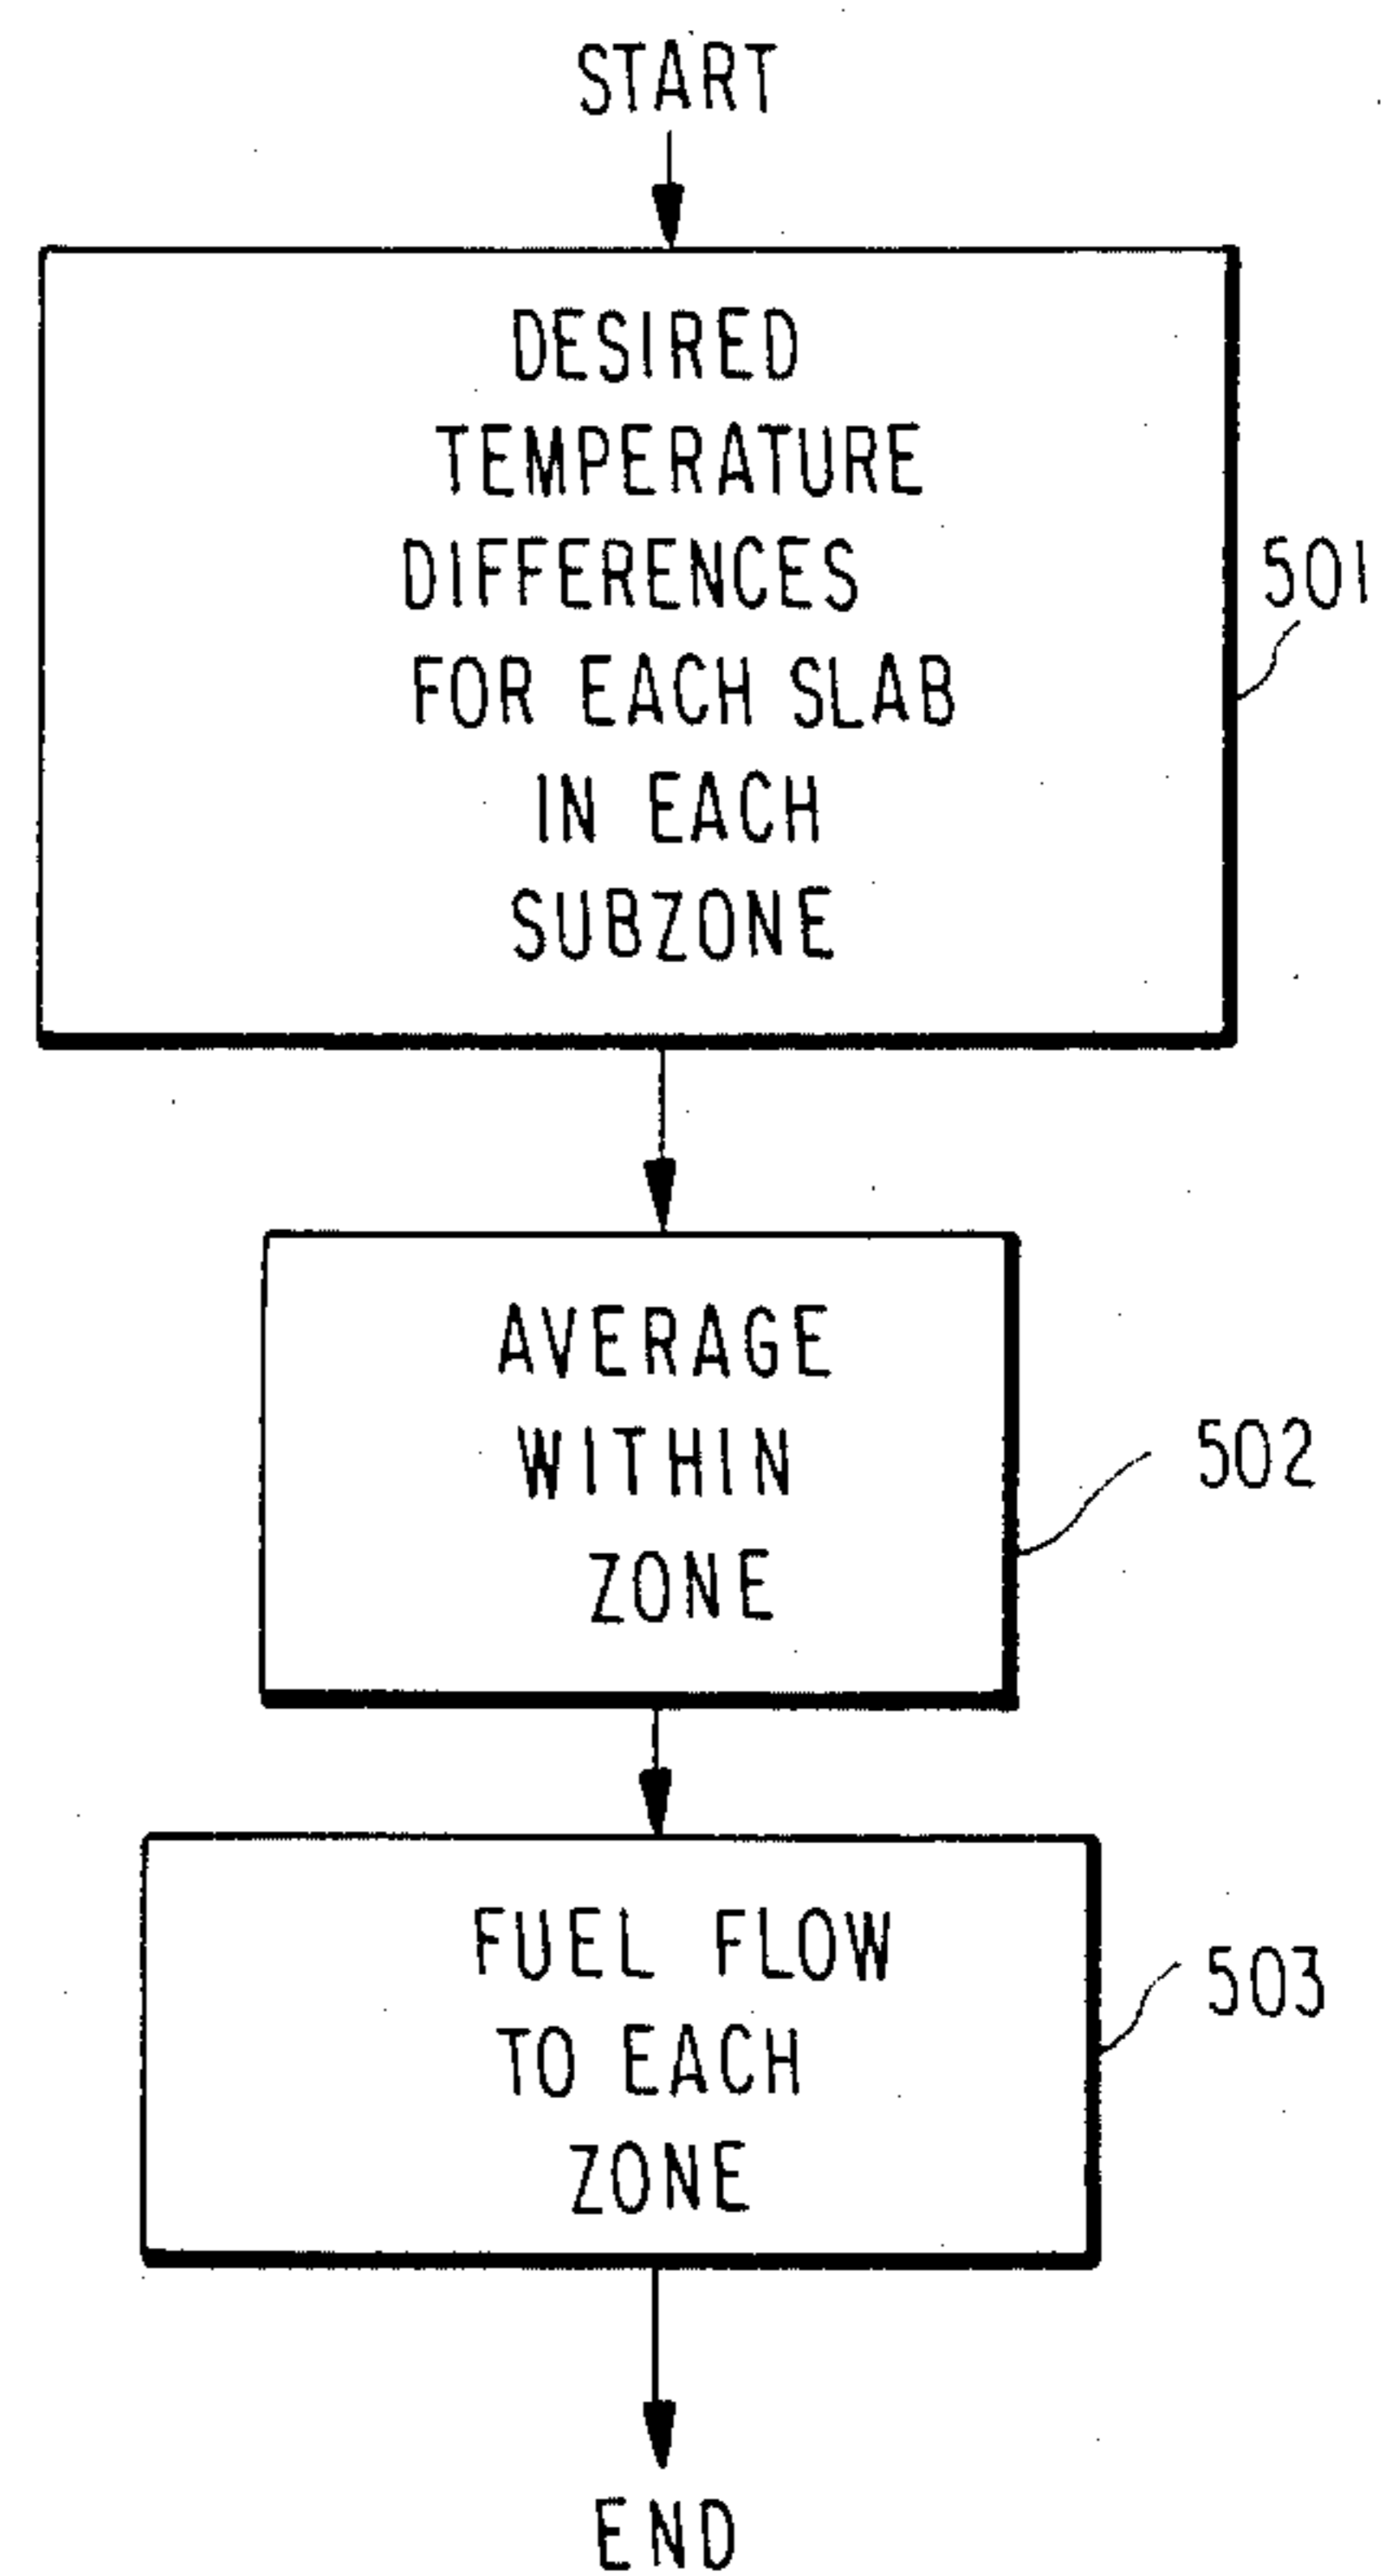 START
DESIRED
TEMPERATURE
DIFFERENCES
FOR EACH SLAB
IN EACH
SUBZONE
501
AVERAGE
WITHIN
ZONE
502
FUEL FLOW
TO EACH
ZONE
503
END